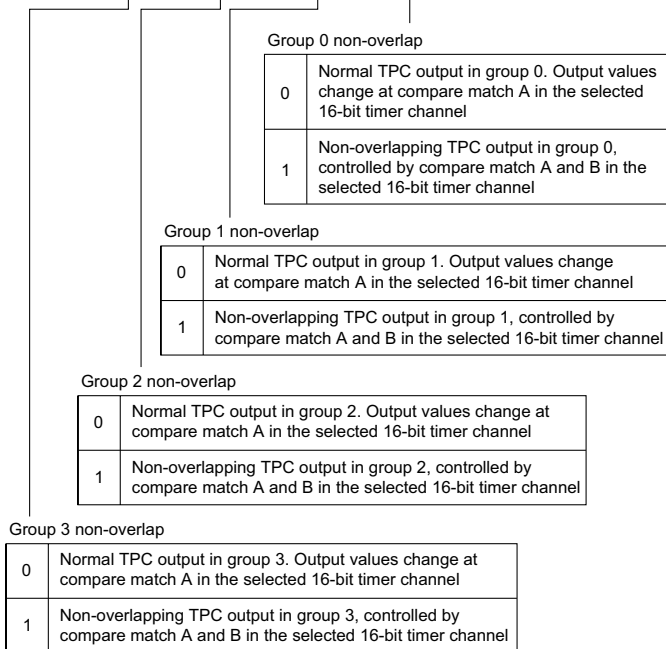 Group 0 non-overlap
0
Normal TPC output in group 0. Output values
change at compare match A in the selected
16-bit timer channel
1
Non-overlapping TPC output in group 0,
controlled by compare match A and B in the
selected 16-bit timer channel
Group 1 non-overlap
0
Normal TPC output in group 1. Output values change
at compare match A in the selected 16-bit timer channel
1
Non-overlapping TPC output in group 1, controlled by
compare match A and B in the selected 16-bit timer channel
Group 2 non-overlap
0
Normal TPC output in group 2. Output values change at
compare match A in the selected 16-bit timer channel
1
Non-overlapping TPC output in group 2, controlled by
compare match A and B in the selected 16-bit timer channel
Group 3 non-overlap
0
Normal TPC output in group 3. Output values change at
compare match A in the selected 16-bit timer channel
1
Non-overlapping TPC output in group 3, controlled by
compare match A and B in the selected 16-bit timer channel